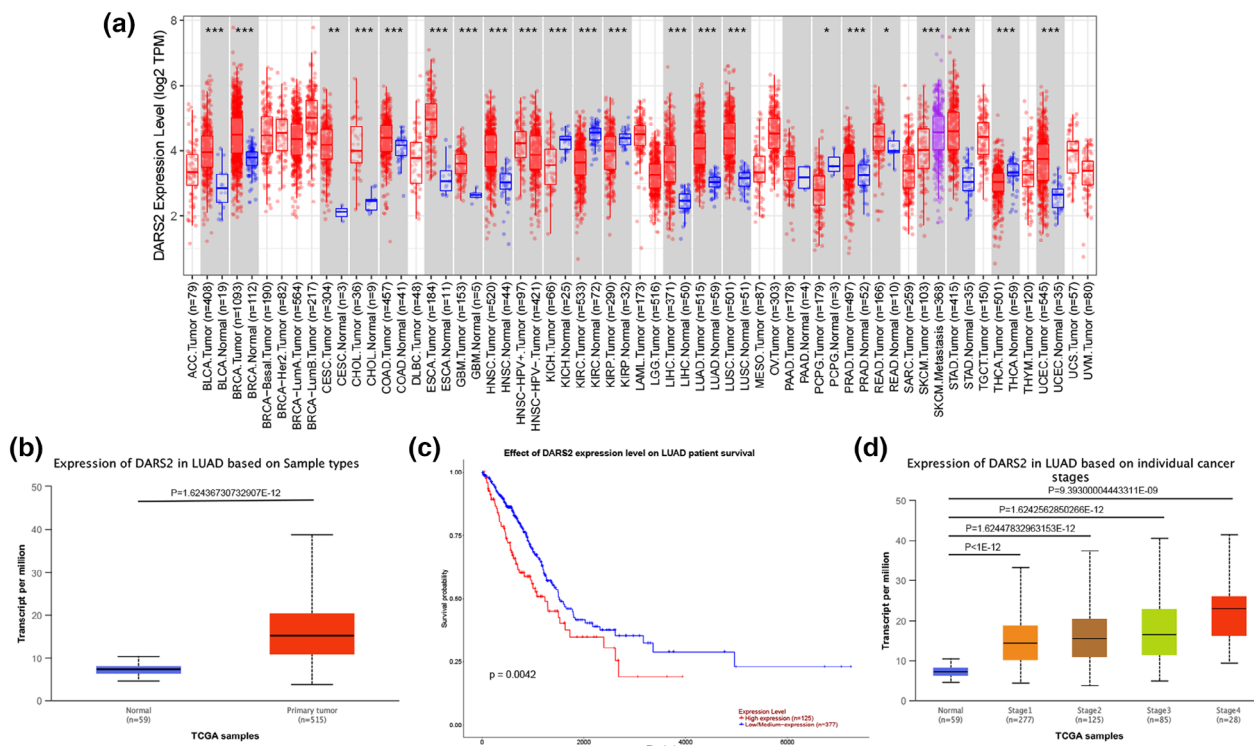 (a)
** * *** ** *** *** *** *** *** *** *** *** *** *** *** *** * *** * *** *** *** ***
DARS2 Expression Level (log2 TPM)
6
4
2
ACC.Tumor (n=79)
BLCA.Tumor (n=408)
BLCA.Normal (n=19)
BRCA.Tumor (n=1093)
BRCA.Normal (n=112)
BRCA-Basal.Tumor (n=190)
BRCA-Her2.Tumor (n=82)
BRCA-LumA.Tumor (n=564)
BRCA-LumB.Tumor (n=217)
CESC.Tumor (n=304)
CESC.Normal (n=3)
CHOL.Tumor (n=36)
CHOL.Normal (n=9)
COAD.Tumor (n=457)
COAD.Normal (n=41)
DLBC.Tumor (n=48)
ESCA.Tumor (n=184)
ESCA.Normal (n=11)
GBM.Tumor (n=153)
GBM.Normal (n=5)
HNSC.Tumor (n=520)
HNSC.Normal (n=44)
HNSC-HPV+.Tumor (n=97)
HNSC-HPV-.Tumor (n=421)
KICH.Tumor (n=66)
KICH.Normal (n=25)
KIRC.Tumor (n=533)
KIRC.Normal (n=72)
KIRP.Tumor (n=290)
KIRP.Normal (n=32)
LAML.Tumor (n=173)
LGG.Tumor (n=516)
LIHC.Tumor (n=371)
LIHC.Normal (n=50)
LUAD.Tumor (n=515)
LUAD.Normal (n=59)
LUSC.Tumor (n=501)
LUSC.Normal (n=51)
MESO.Tumor (n=87)
OV.Tumor (n=303)
PAAD.Tumor (n=178)
PAAD.Normal (n=4)
PCPG.Tumor (n=179)
PCPG.Normal (n=3)
PRAD.Tumor (n=497)
PRAD.Normal (n=52)
READ.Tumor (n=166)
READ.Normal (n=10)
SARC.Tumor (n=259)
SKCM.Tumor (n=103)
SKCM.Metastasis (n=368)
STAD.Tumor (n=415)
STAD.Normal (n=35)
TGCT.Tumor (n=150)
THCA.Tumor (n=501)
THCA.Normal (n=59)
THYM.Tumor (n=120)
UCEC.Tumor (n=545)
UCEC.Normal (n=35)
UCS.Tumor (n=57)
UVM.Tumor (n=80)
(b)
Expression of DARS2 in LUAD based on Sample types
P=1.62436730732907E-12
Transcript per million
50
40
30
20
10
0
Normal
(n=59)
Primary tumor
(n=515)
TCGA samples
(c)
Effect of DARS2 expression level on LUAD patient survival
Survival probability
1.00
0.75
0.50
0.25
0.00
p = 0.0042
Expression Level
High expression (n=125)
Low/Medium-expression (n=377)
0
2000
4000
6000
(d)
Expression of DARS2 in LUAD based on individual cancer
stages
P=9.39300004443311E-09
P=1.6242562850266E-12
P=1.62447832963153E-12
P<1E-12
Transcript per million
50
40
30
20
10
0
Normal
(n=59)
Stage1
(n=277)
Stage2
(n=125)
Stage3
(n=85)
Stage4
(n=28)
TCGA samples